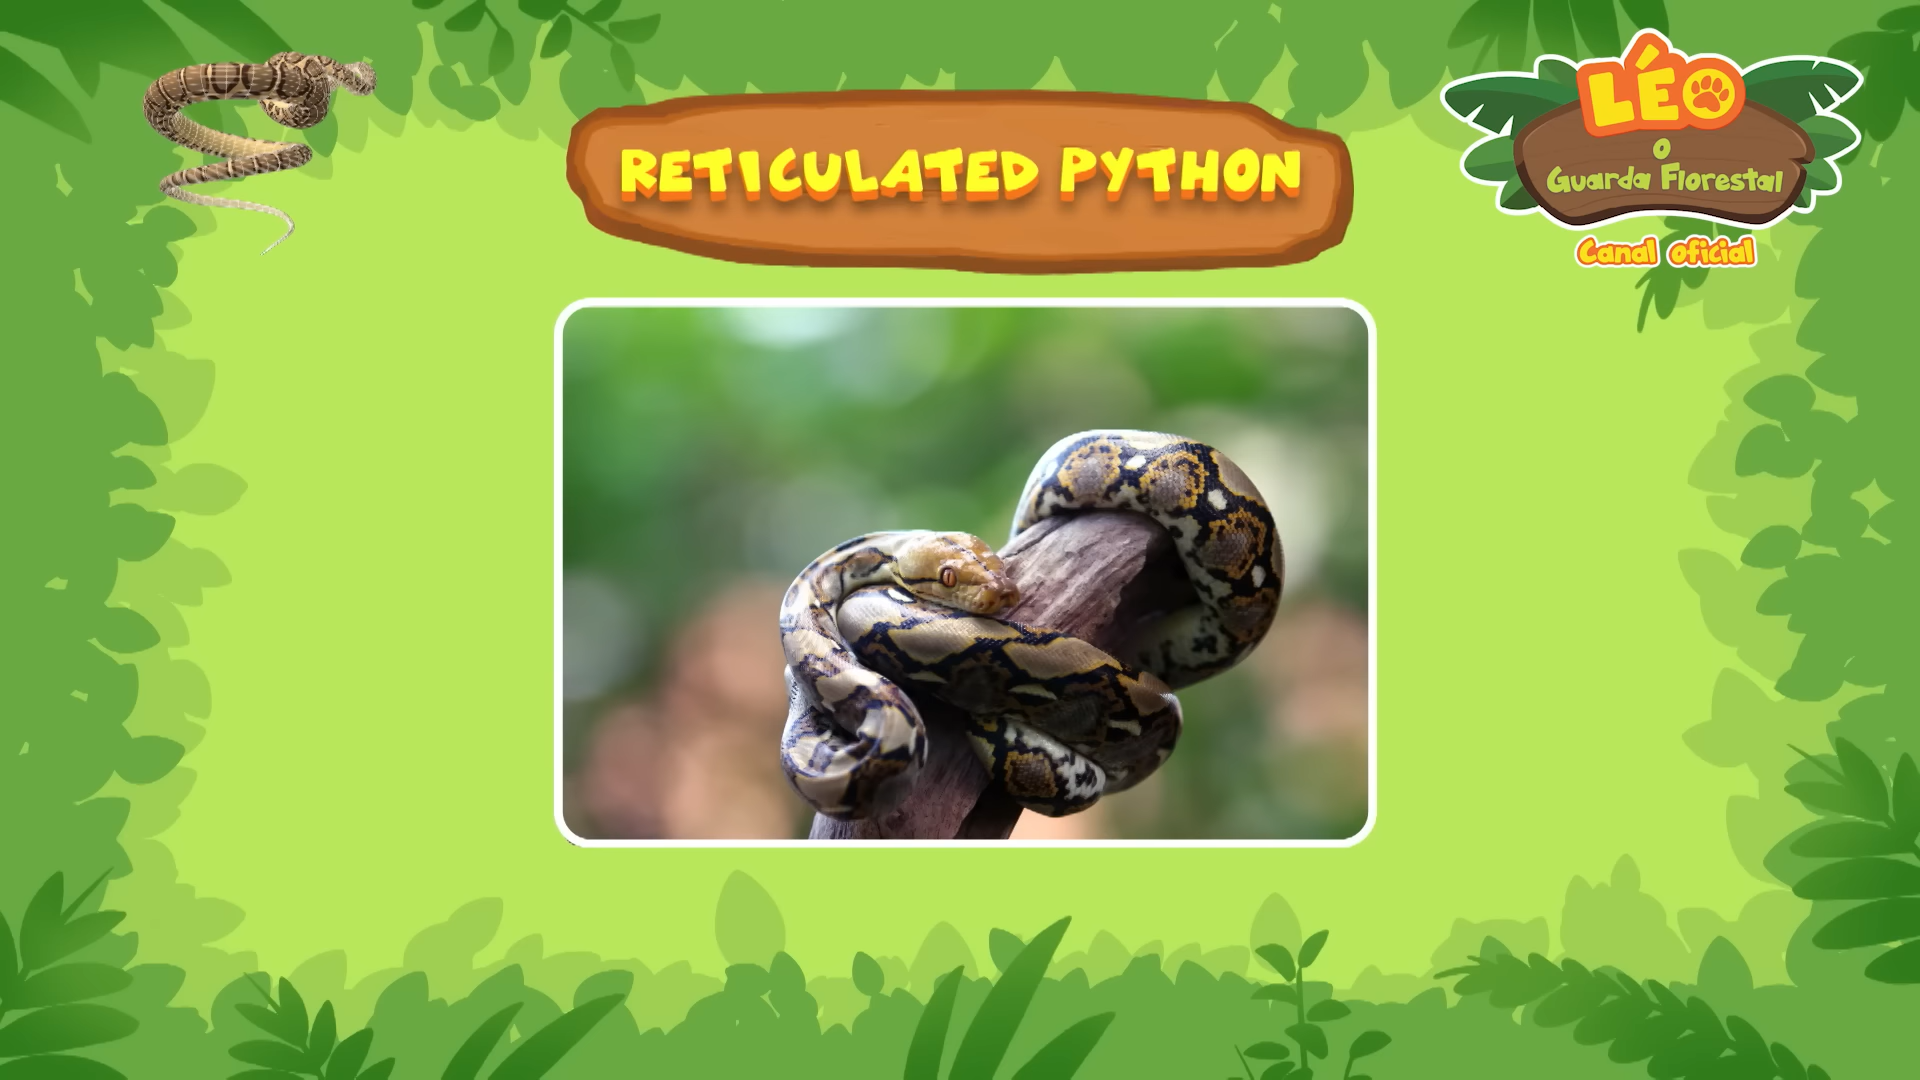 RETICULATED PYTHON
LÉO
O
Guarda Florestal
Canal oficial